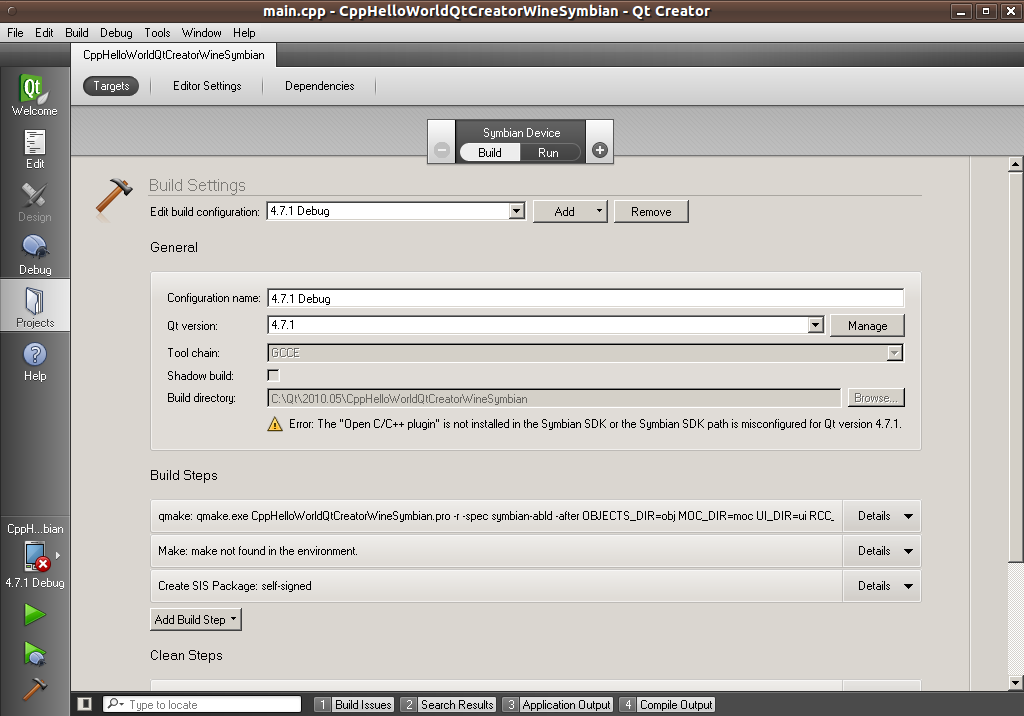 main.cpp - CppHelloWorldQtCreatorWineSymbian - Qt Creator
File Edit Build Debug Tools Window Help
CppHelloWorldQtCreatorWineSymbian
Targets Editor Settings Dependencies
Qt
Welcome
Edit
Design
Debug
Projects
Help
Symbian Device
Build Run
Build Settings
Edit build configuration: 4.7.1 Debug Add Remove
General
Configuration name: 4.7.1 Debug
Qt version: 4.7.1 Manage
Tool chain: GCCE
Shadow build:
Build directory: C:\Qt\2010.05\CppHelloWorldQtCreatorWineSymbian Browse...
Error: The "Open C/C++ plugin" is not installed in the Symbian SDK or the Symbian SDK path is misconfigured for Qt version 4.7.1.
Build Steps
qmake: qmake.exe CppHelloWorldQtCreatorWineSymbian.pro -r -spec symbian-abld -after OBJECTS_DIR=obj MOC_DIR=moc UI_DIR=ui RCC_ Details
Make: make not found in the environment. Details
Create SIS Package: self-signed Details
Add Build Step
Clean Steps
CppH...bian
4.7.1 Debug
Type to locate 1 Build Issues 2 Search Results 3 Application Output 4 Compile Output